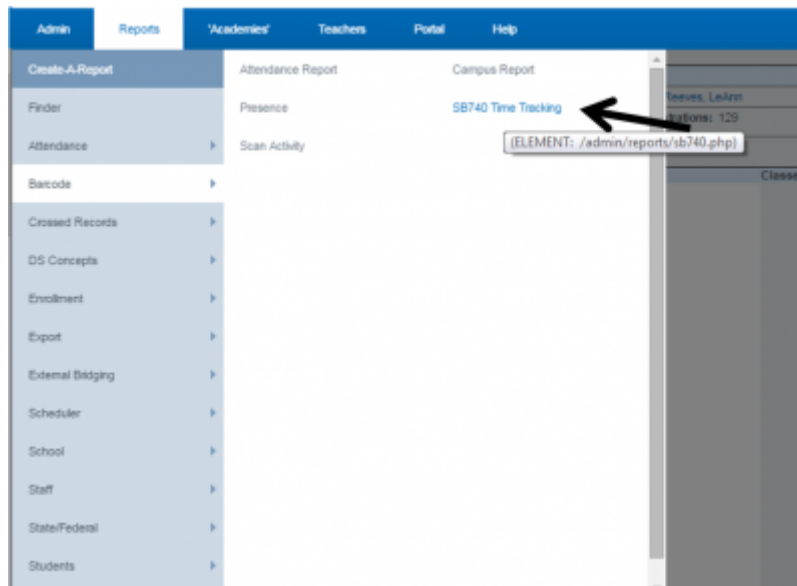 Admin Reports 'Academies' Teachers Portal Help
Create-A-Report
Finder
Attendance
Barcode
Crossed Records
DS Concepts
Enrollment
Export
External Bridging
Scheduler
School
Staff
State/Federal
Students
Attendance Report Campus Report
Presence SB740 Time Tracking
Scan Activity
(ELEMENT: /admin/reports/sb740.php)
Reeves, LeAnn
trations: 129
Classe